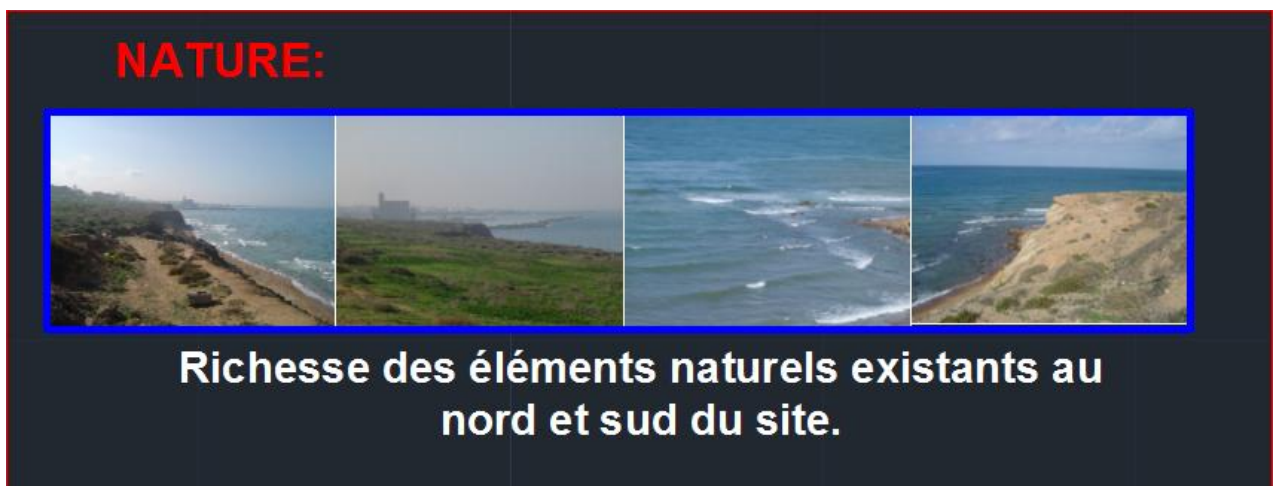 NATURE:
Richesse des éléments naturels existants au
nord et sud du site.